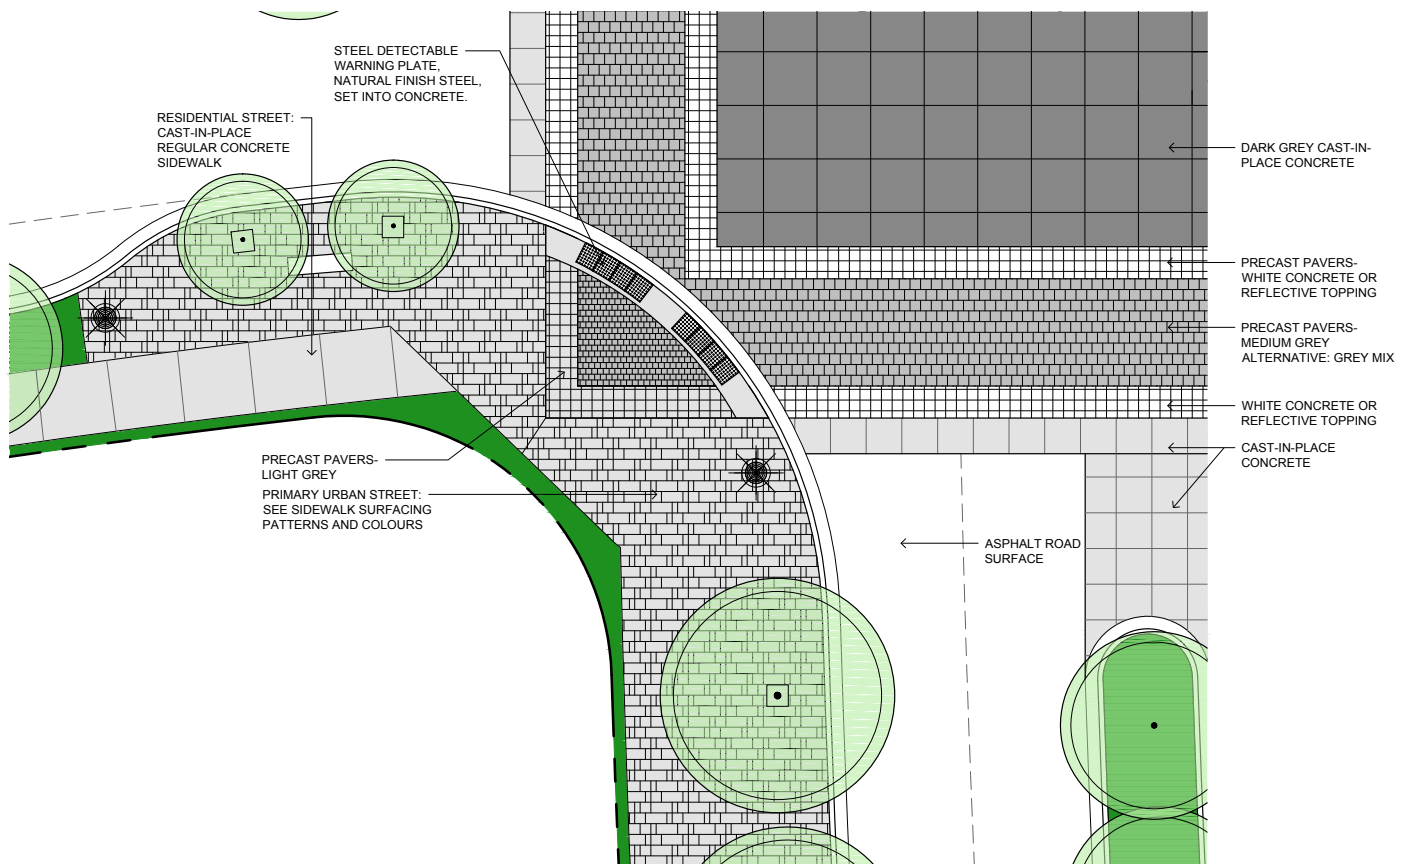 STEEL DETECTABLE
WARNING PLATE,
NATURAL FINISH STEEL,
SET INTO CONCRETE.
RESIDENTIAL STREET:
CAST-IN-PLACE
REGULAR CONCRETE
SIDEWALK
DARK GREY CAST-IN-
PLACE CONCRETE
PRECAST PAVERS-
WHITE CONCRETE OR
REFLECTIVE TOPPING
PRECAST PAVERS-
MEDIUM GREY
ALTERNATIVE: GREY MIX
WHITE CONCRETE OR
REFLECTIVE TOPPING
CAST-IN-PLACE
CONCRETE
PRECAST PAVERS-
LIGHT GREY
PRIMARY URBAN STREET:
SEE SIDEWALK SURFACING
PATTERNS AND COLOURS
ASPHALT ROAD
SURFACE